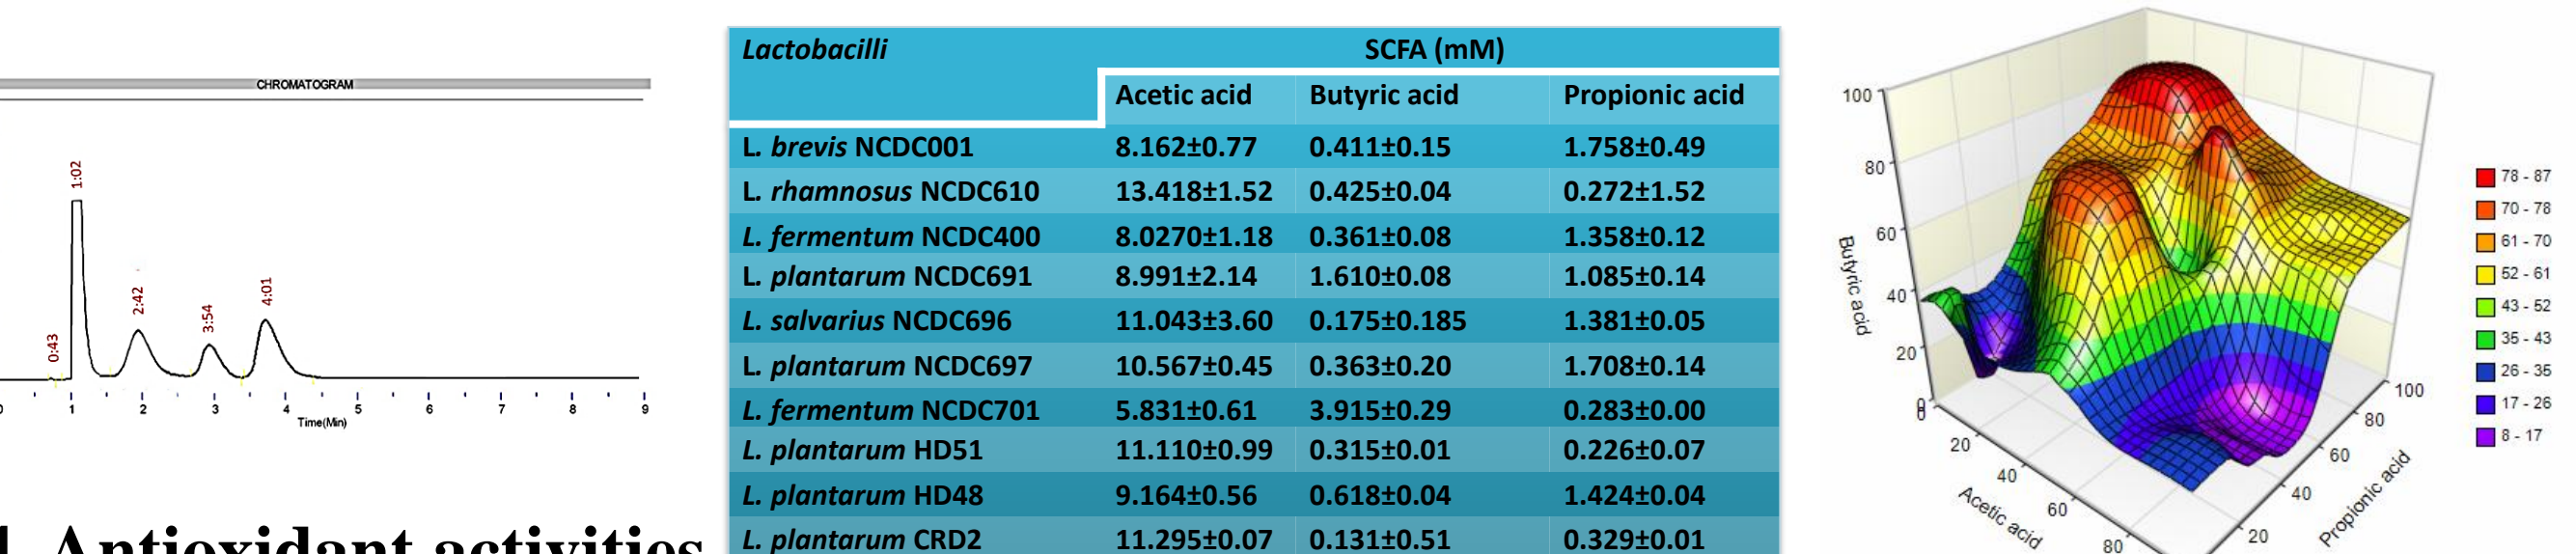 CHROMATOGRAM
1:02
0:43
2:42
3:54
4:01
1 2 3 4 5 6 7 8 9
Time(Min)
Antioxidant activities
Lactobacilli SCFA (mM)
Acetic acid Butyric acid Propionic acid
L. brevis NCDC001 8.162±0.77 0.411±0.15 1.758±0.49
L. rhamnosus NCDC610 13.418±1.52 0.425±0.04 0.272±1.52
L. fermentum NCDC400 8.0270±1.18 0.361±0.08 1.358±0.12
L. plantarum NCDC691 8.991±2.14 1.610±0.08 1.085±0.14
L. salvarius NCDC696 11.043±3.60 0.175±0.185 1.381±0.05
L. plantarum NCDC697 10.567±0.45 0.363±0.20 1.708±0.14
L. fermentum NCDC701 5.831±0.61 3.915±0.29 0.283±0.00
L. plantarum HD51 11.110±0.99 0.315±0.01 0.226±0.07
L. plantarum HD48 9.164±0.56 0.618±0.04 1.424±0.04
L. plantarum CRD2 11.295±0.07 0.131±0.51 0.329±0.01
100
80
60
40
20
Butyric acid
20
40
60
80
Acetic acid
20
40
60
80
100
Propionic acid
78 - 87
70 - 78
61 - 70
52 - 61
43 - 52
35 - 43
26 - 35
17 - 26
8 - 17